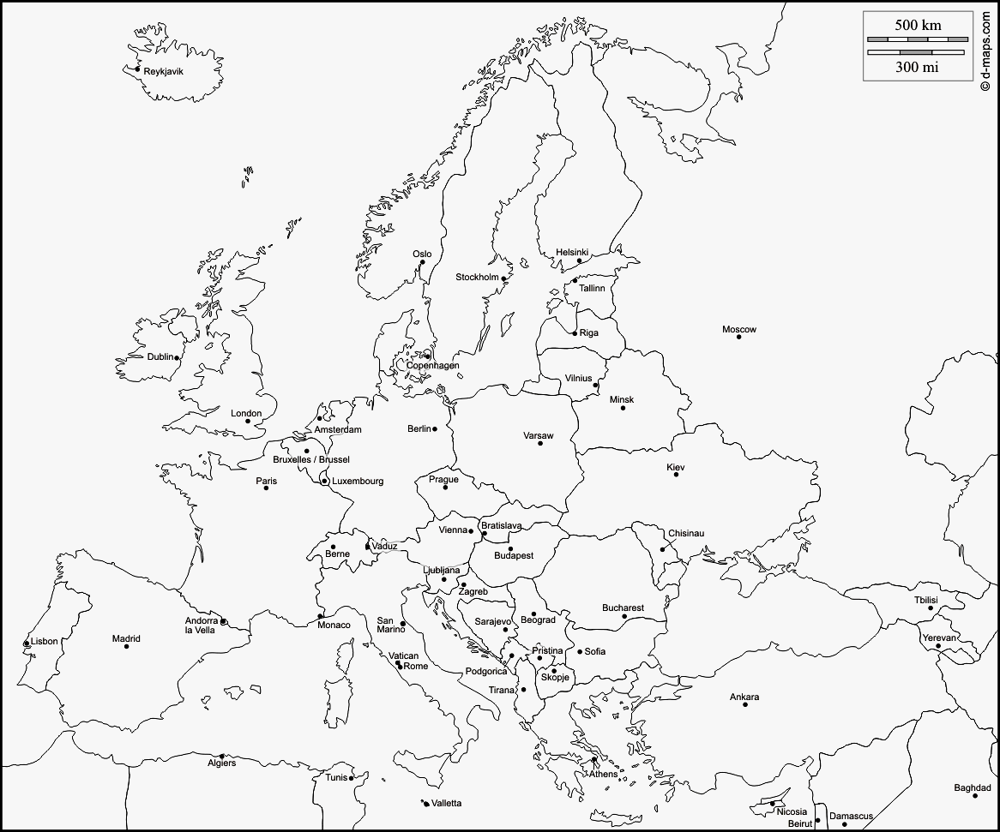 500 km
300 mi
© d-maps.com
Reykjavik
Oslo
Helsinki
Stockholm
Tallinn
Riga
Moscow
Dublin
Copenhagen
Vilnius
Minsk
London
Amsterdam
Berlin
Varsaw
Bruxelles / Brussel
Kiev
Paris
Luxembourg
Prague
Vienna
Bratislava
Chisinau
Berne
Vaduz
Budapest
Ljubljana
Zagreb
Tbilisi
Bucharest
Andorra
la Vella
Monaco
San
Marino
Sarajevo
Beograd
Lisbon
Madrid
Yerevan
Vatican
Rome
Pristina
Sofia
Podgorica
Skopje
Tirana
Ankara
Algiers
Tunis
Athens
Valletta
Baghdad
Nicosia
Beirut
Damascus